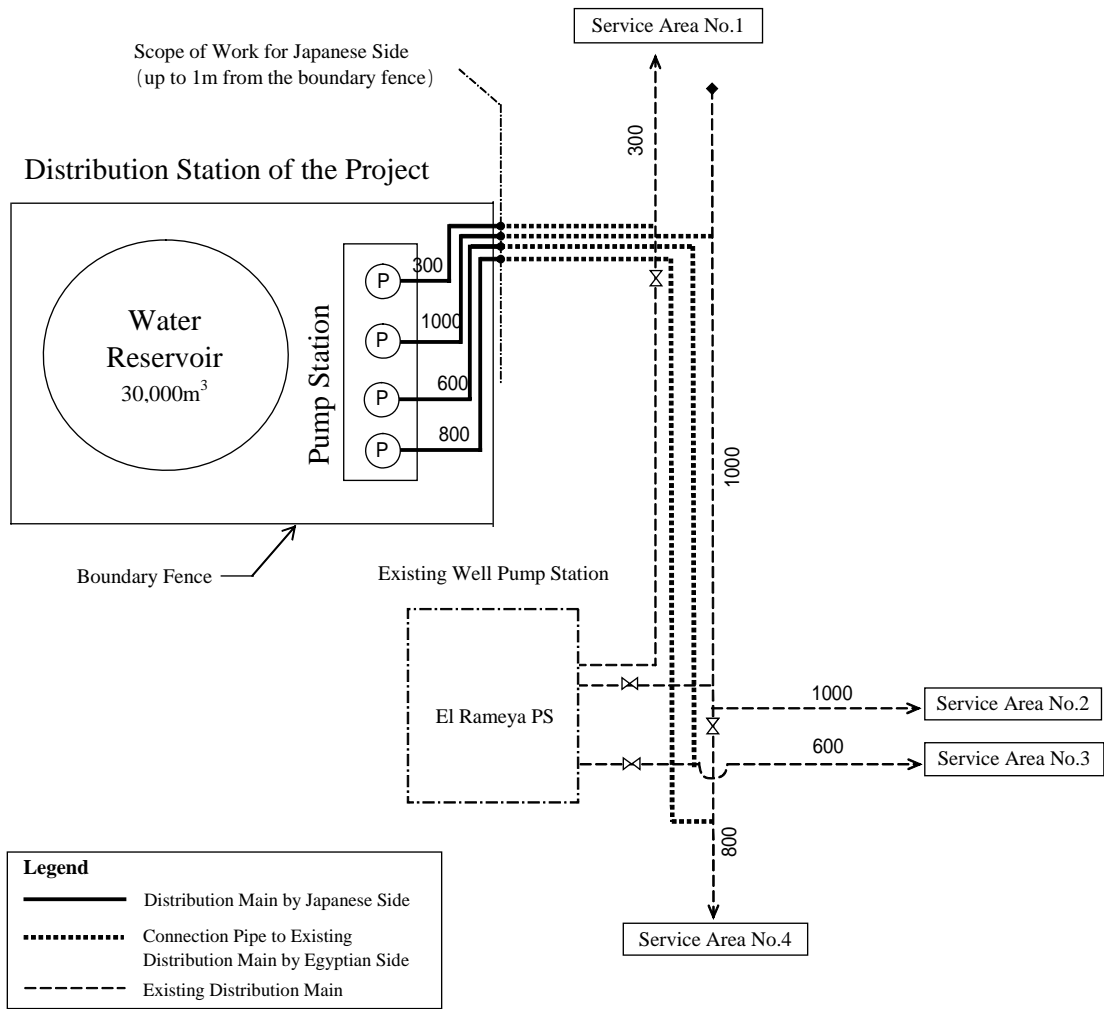 Service Area No.1
Scope of Work for Japanese Side
(up to 1m from the boundary fence)
300
Distribution Station of the Project
Water
Reservoir
30,000m³
Pump Station
P
P
P
P
300
1000
600
800
1000
Boundary Fence
Existing Well Pump Station
El Rameya PS
1000
Service Area No.2
600
Service Area No.3
800
Service Area No.4
Legend
Distribution Main by Japanese Side
Connection Pipe to Existing
Distribution Main by Egyptian Side
Existing Distribution Main